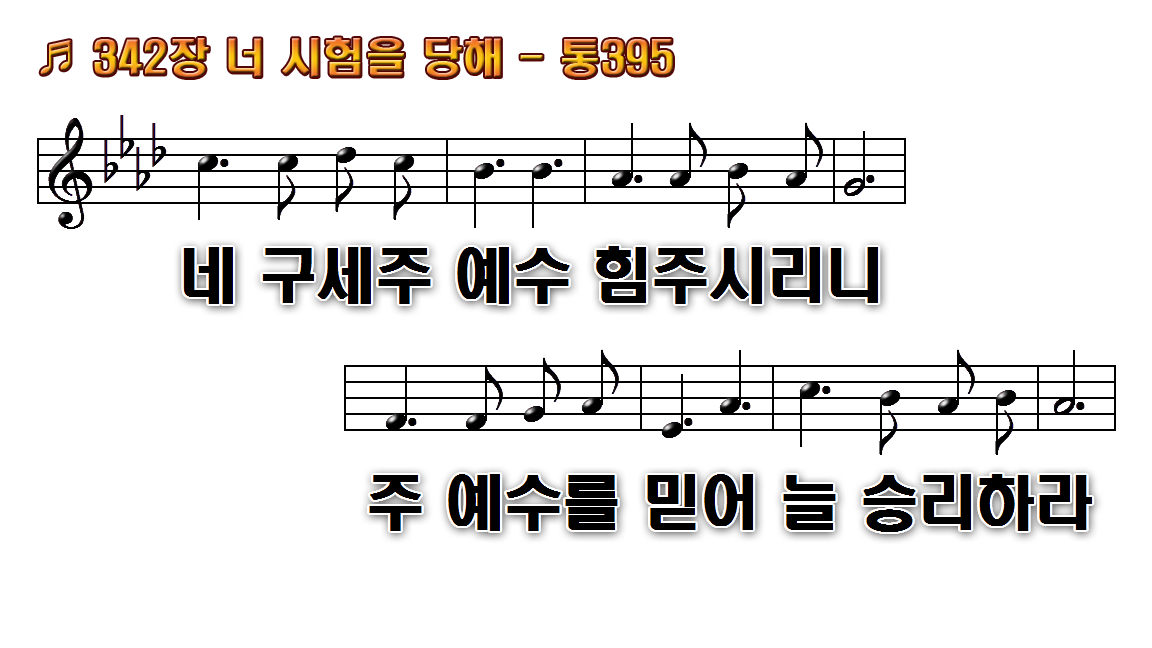 ♬ 342장 너 시험을 당해 - 통395
네 구세주 예수 힘주시리니
주 예수를 믿어 늘 승리하라